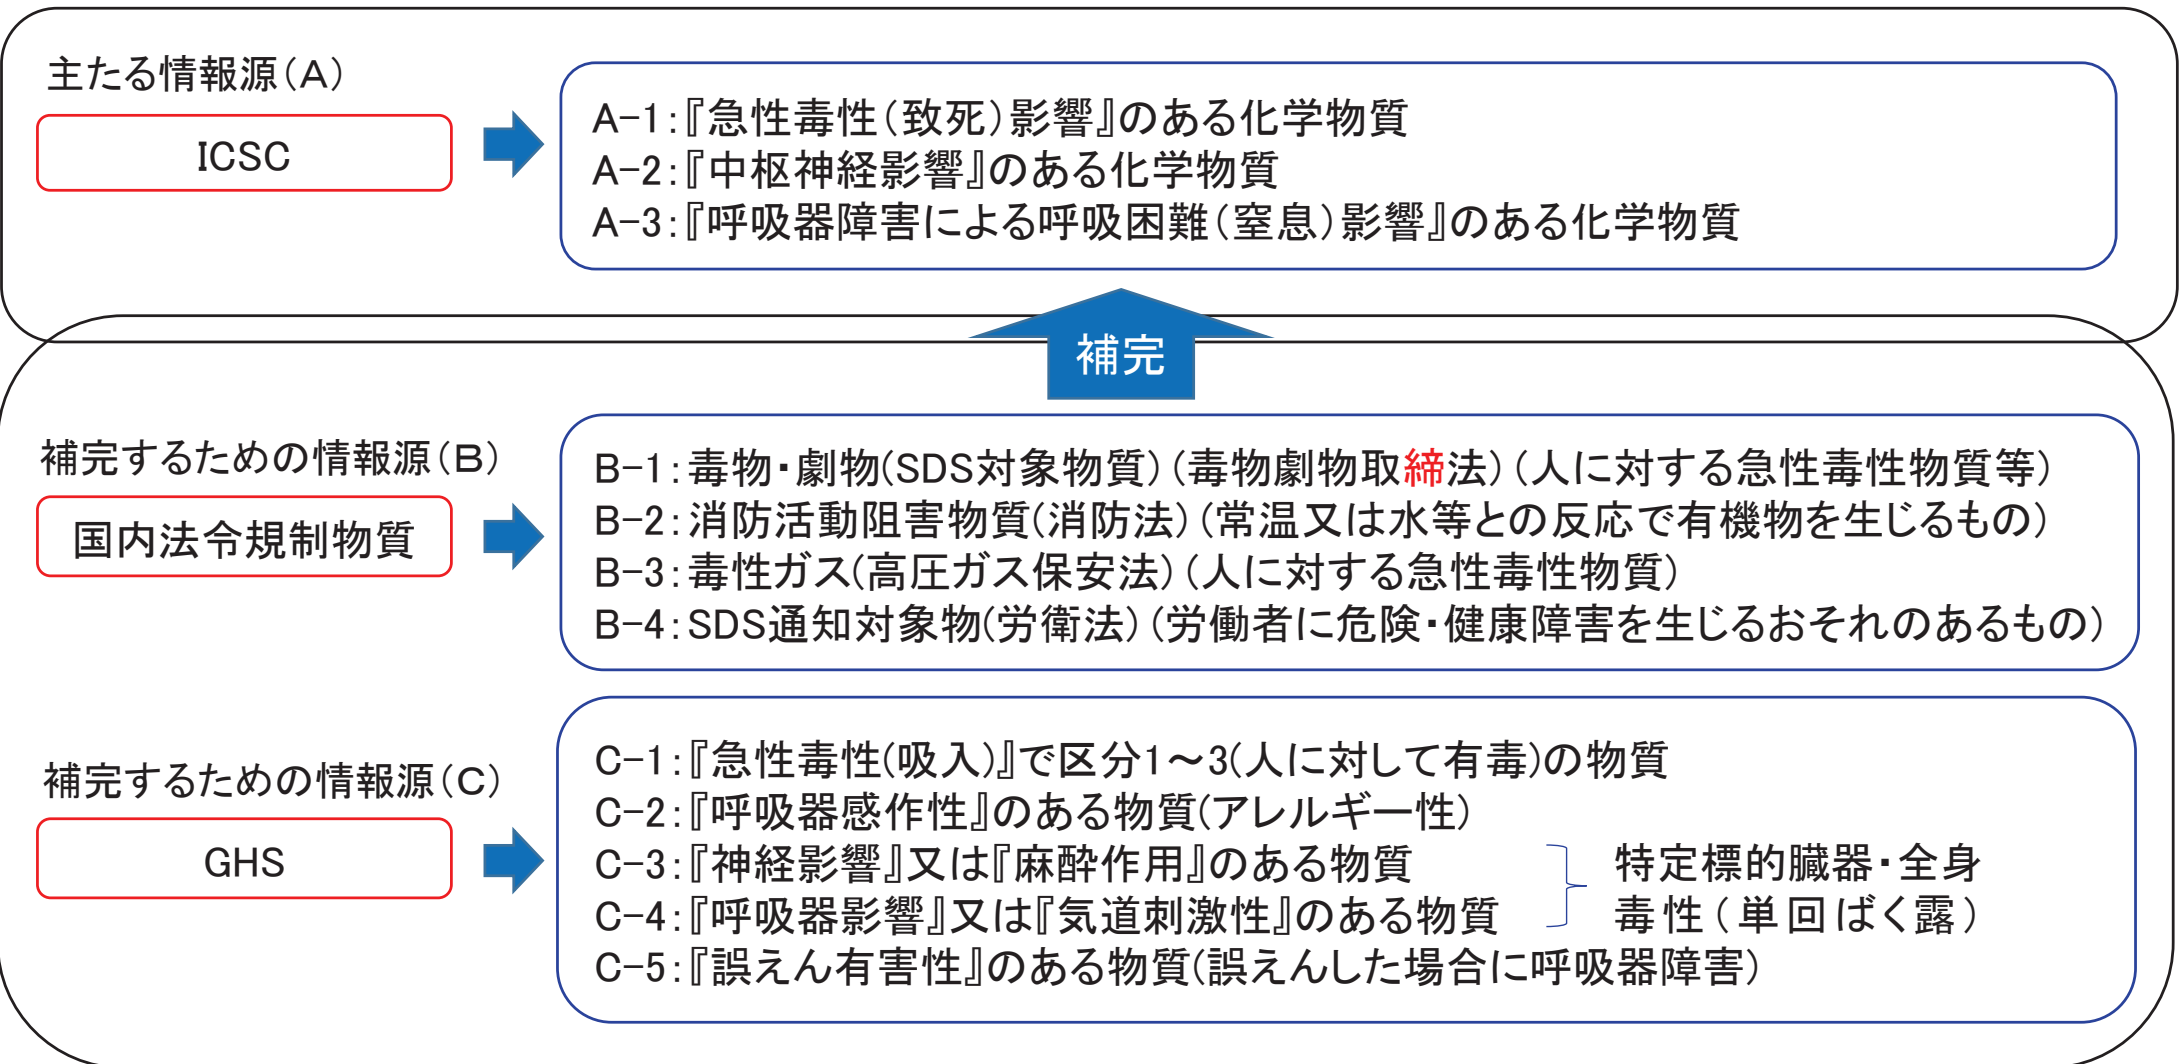 主たる情報源（A）
ICSC
A-1：『急性毒性（致死）影響』のある化学物質
A-2：『中枢神経影響』のある化学物質
A-3：『呼吸器障害による呼吸困難（窒息）影響』のある化学物質
補完
補完するための情報源（B）
国内法令規制物質
B-1：毒物・劇物(SDS対象物質）（毒物劇物取締法）（人に対する急性毒性物質等）
B-2：消防活動阻害物質(消防法）（常温又は水等との反応で有機物を生じるもの）
B-3：毒性ガス(高圧ガス保安法）（人に対する急性毒性物質）
B-4：SDS通知対象物(労衛法）（労働者に危険・健康障害を生じるおそれのあるもの）
補完するための情報源（C）
GHS
C-1：『急性毒性(吸入)』で区分1～3(人に対して有毒)の物質
C-2：『呼吸器感作性』のある物質(アレルギー性）
C-3：『神経影響』又は『麻酔作用』のある物質
C-4：『呼吸器影響』又は『気道刺激性』のある物質
特定標的臓器・全身
毒性（単回ばく露）
C-5：『誤えん有害性』のある物質(誤えんした場合に呼吸器障害）